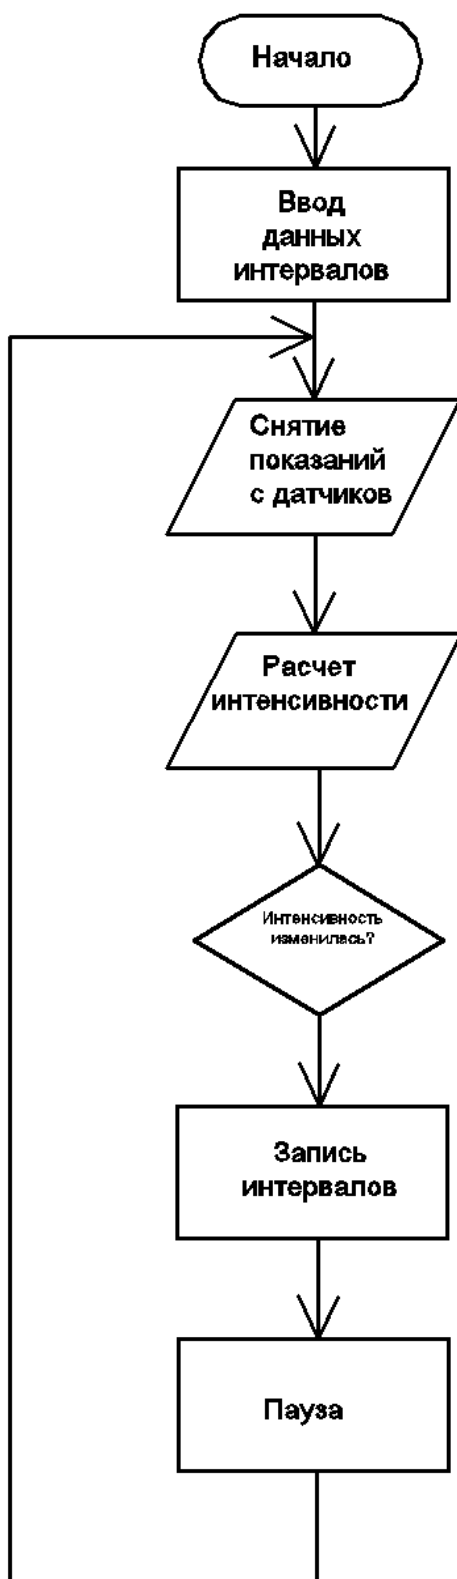 Начало
Ввод
данных
интервалов
Снятие
показаний
с датчиков
Расчет
интенсивности
Интенсивность
изменилась?
Запись
интервалов
Пауза